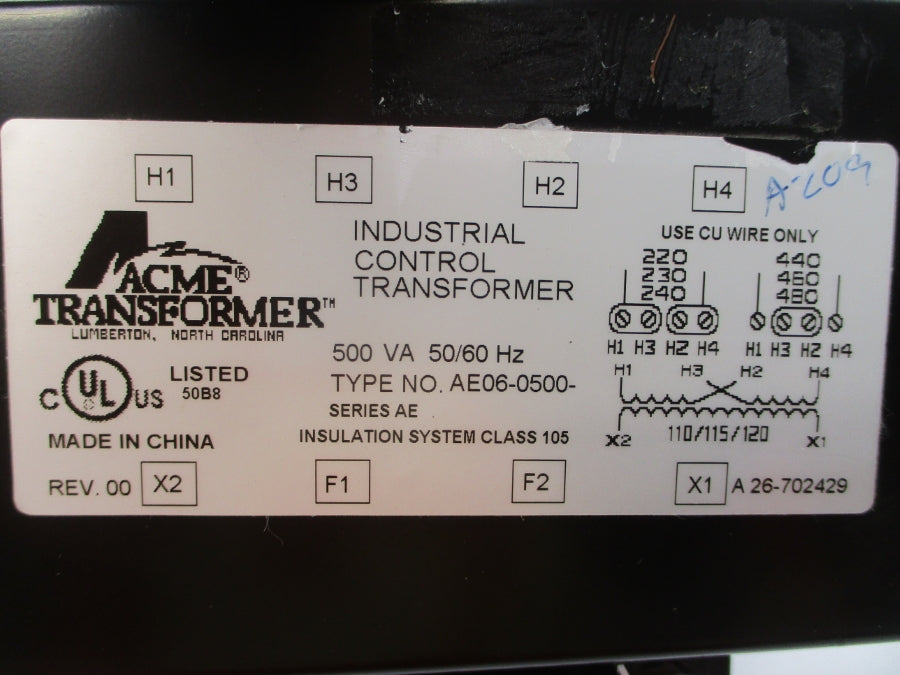 H1 H3 H2 H4
A-LO9
ACME®
TRANSFORMER™
LUMBERTON, NORTH CAROLINA
INDUSTRIAL
CONTROL
TRANSFORMER
USE CU WIRE ONLY
220 440
230 460
240 480
H1 H3 H2 H4 H1 H3 H2 H4
H1 H3 H2 H4
X2 110/115/120 X1
500 VA 50/60 Hz
TYPE NO. AE06-0500-
SERIES AE
INSULATION SYSTEM CLASS 105
C UL US LISTED
50B8
MADE IN CHINA
REV. 00 X2 F1 F2 X1 A 26-702429